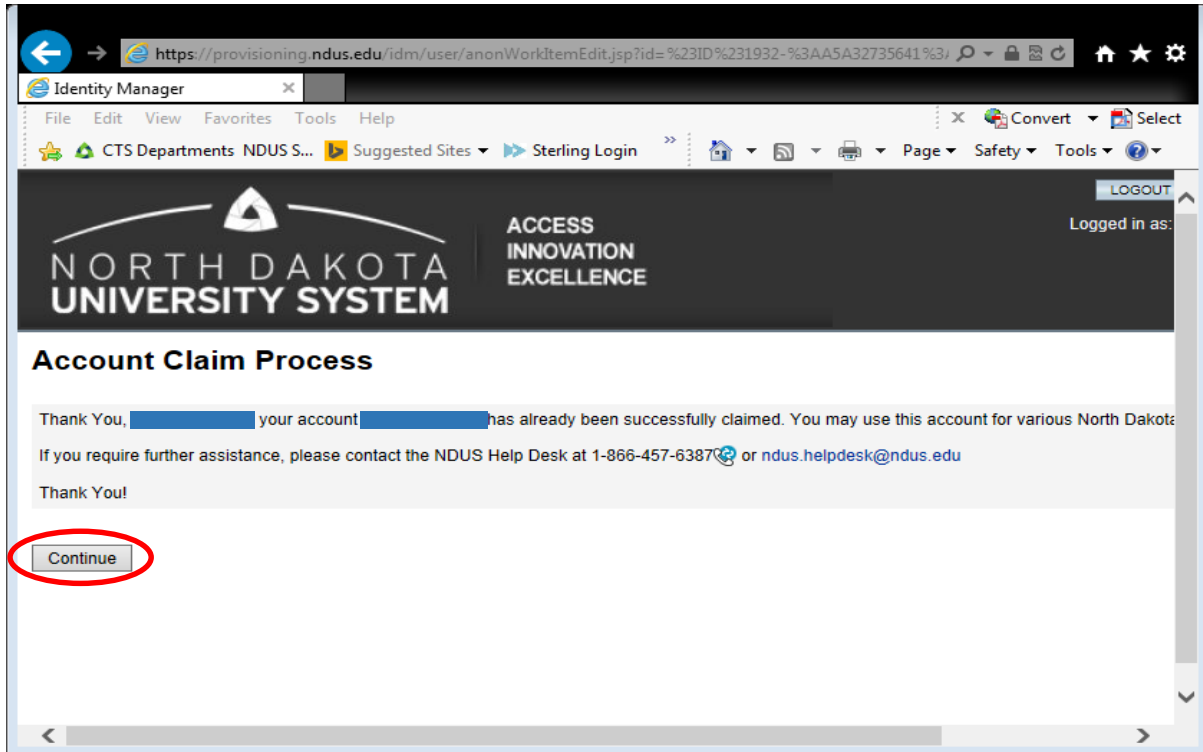 https://provisioning.ndus.edu/idm/user/anonWorkItemEdit.jsp?id=%23ID%231932-%3AA5A32735641%3/
Identity Manager
File Edit View Favorites Tools Help
X Convert Select
CTS Departments NDUS S... Suggested Sites Sterling Login » Page Safety Tools
LOGOUT
Logged in as:
ACCESS
INNOVATION
EXCELLENCE
NORTH DAKOTA
UNIVERSITY SYSTEM
Account Claim Process
Thank You, your account has already been successfully claimed. You may use this account for various North Dakota
If you require further assistance, please contact the NDUS Help Desk at 1-866-457-6387 or ndus.helpdesk@ndus.edu
Thank You!
Continue